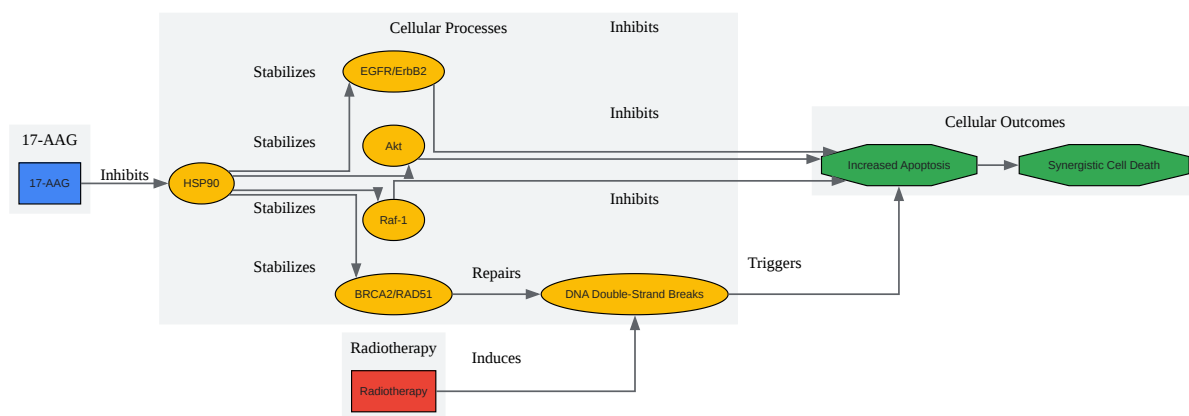 Cellular Processes
Inhibits
Stabilizes
EGFR/ErbB2
Inhibits
Cellular Outcomes
17-AAG
Stabilizes
Akt
Increased Apoptosis
Synergistic Cell Death
17-AAG
Inhibits
HSP90
Stabilizes
Raf-1
Inhibits
Stabilizes
Repairs
Triggers
BRCA2/RAD51
DNA Double-Strand Breaks
Radiotherapy
Induces
Radiotherapy